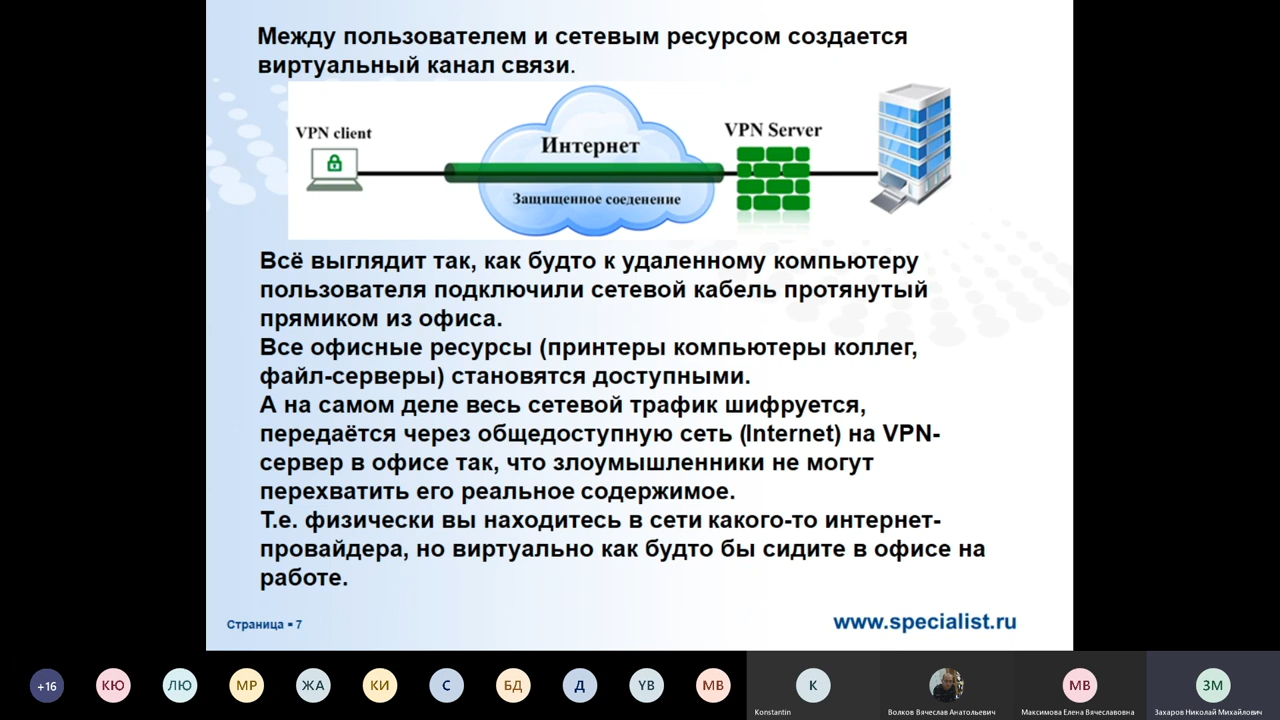 Между пользователем и сетевым ресурсом создается
виртуальный канал связи.
VPN client
Интернет
Защищенное соеденение
VPN Server
Всё выглядит так, как будто к удаленному компьютеру
пользователя подключили сетевой кабель протянутый
прямиком из офиса.
Все офисные ресурсы (принтеры компьютеры коллег,
файл-серверы) становятся доступными.
А на самом деле весь сетевой трафик шифруется,
передаётся через общедоступную сеть (Internet) на VPN-
сервер в офисе так, что злоумышленники не могут
перехватить его реальное содержимое.
Т.е. физически вы находитесь в сети какого-то интернет-
провайдера, но виртуально как будто бы сидите в офисе на
работе.
Страница ▪ 7
www.specialist.ru
+16
КЮ
ЛЮ
МР
ЖА
КИ
С
БД
Д
YB
МВ
К
МВ
ЗМ
Konstantin
Волков Вячеслав Анатольевич
Максимова Елена Вячеславовна
Захаров Николай Михайлович